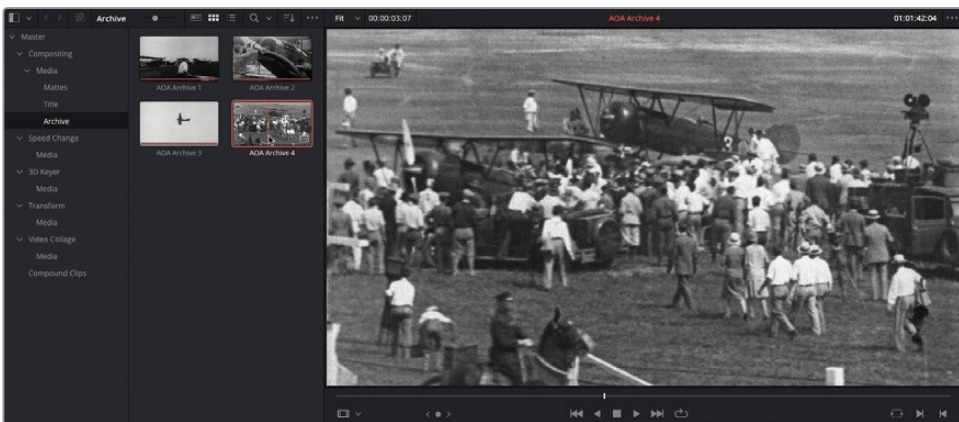 Archive
Fit 00:00:03:07 AOA Archive 4 01:01:42:04
Master
Compositing
Media
Mattes
Title
Archive
Speed Change
Media
3D Keyer
Media
Transform
Media
Video Collage
Media
Compound Clips
AOA Archive 1
AOA Archive 2
AOA Archive 3
AOA Archive 4
3